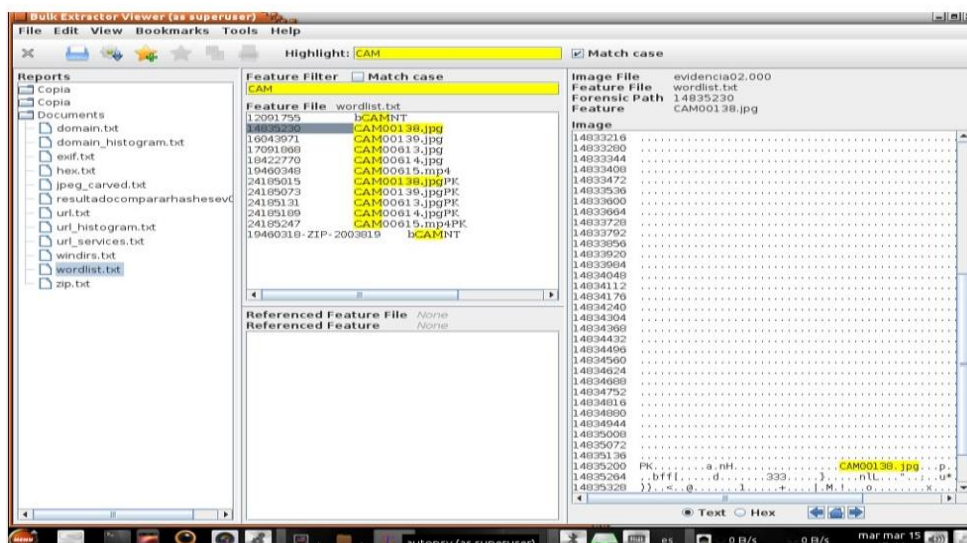 Bulk Extractor Viewer (as superuser)
File Edit View Bookmarks Tools Help
Highlight: CAM
Match case
Reports
Copia
Copia
Documents
domain.txt
domain_histogram.txt
exif.txt
hex.txt
jpeg_carved.txt
resultadocompararhashesev
url.txt
url_histogram.txt
url_services.txt
windirs.txt
wordlist.txt
zip.txt
Feature Filter Match case
CAM
Feature File wordlist.txt
12091755 bCAMNT
14835230 CAM00138.jpg
16043971 CAM00139.jpg
17091868 CAM00613.jpg
18422770 CAM00614.jpg
19460348 CAM00615.mp4
24185015 CAM00138.jpgPK
24185073 CAM00139.jpgPK
24185131 CAM00613.jpgPK
24185189 CAM00614.jpgPK
24185247 CAM00615.mp4PK
19460318-ZIP-2003819 bCAMNT
Referenced Feature File None
Referenced Feature None
Image File evidencia02.000
Feature File wordlist.txt
Forensic Path 14835230
Feature CAM00138.jpg
Image
14833216
14833280
14833344
14833408
14833472
14833536
14833600
14833664
14833728
14833792
14833856
14833920
14833984
14834048
14834112
14834176
14834240
14834304
14834368
14834432
14834496
14834560
14834624
14834688
14834752
14834816
14834880
14834944
14835008
14835072
14835136
14835200 PK.......a.nH................CAM00138.jpg...p.
14835264
14835328
Text Hex
MENU
autopsy (as superuser)
es
0 B/s
0 B/s
mar mar 15